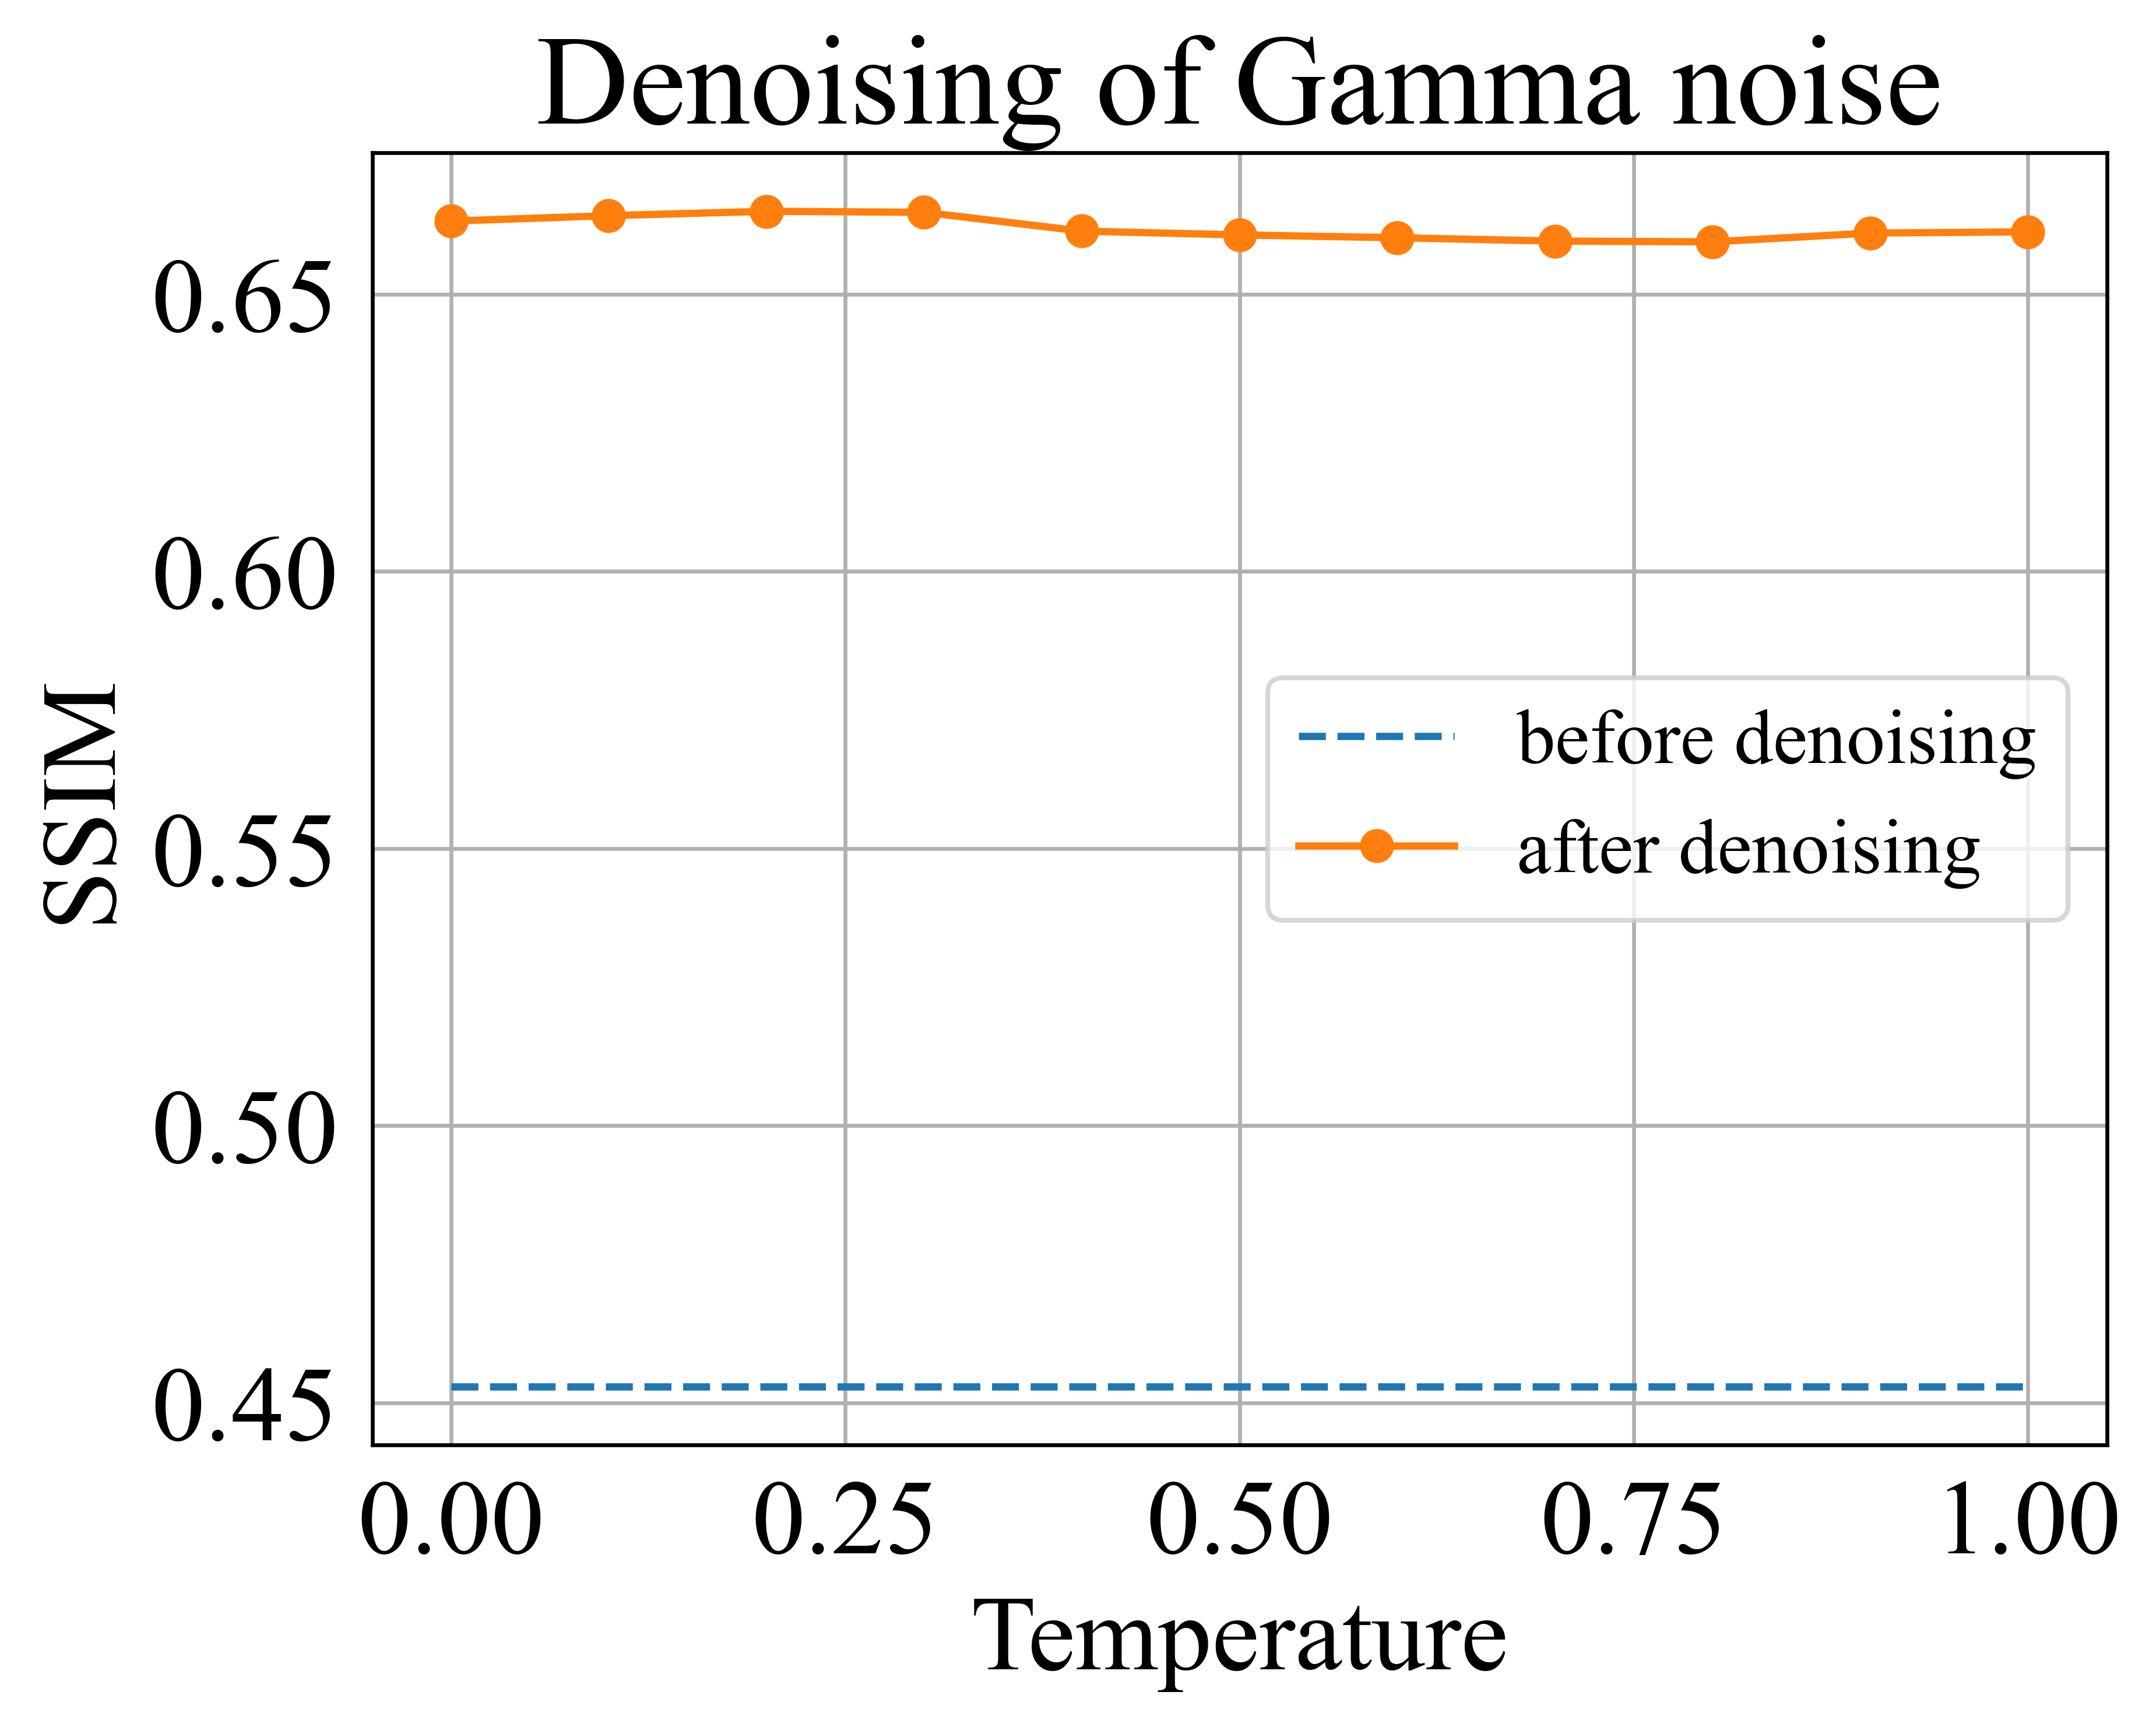 Denoising of Gamma noise
0.65
0.60
0.55
0.50
0.45
SSIM
before denoising
after denoising
0.00 0.25 0.50 0.75 1.00
Temperature